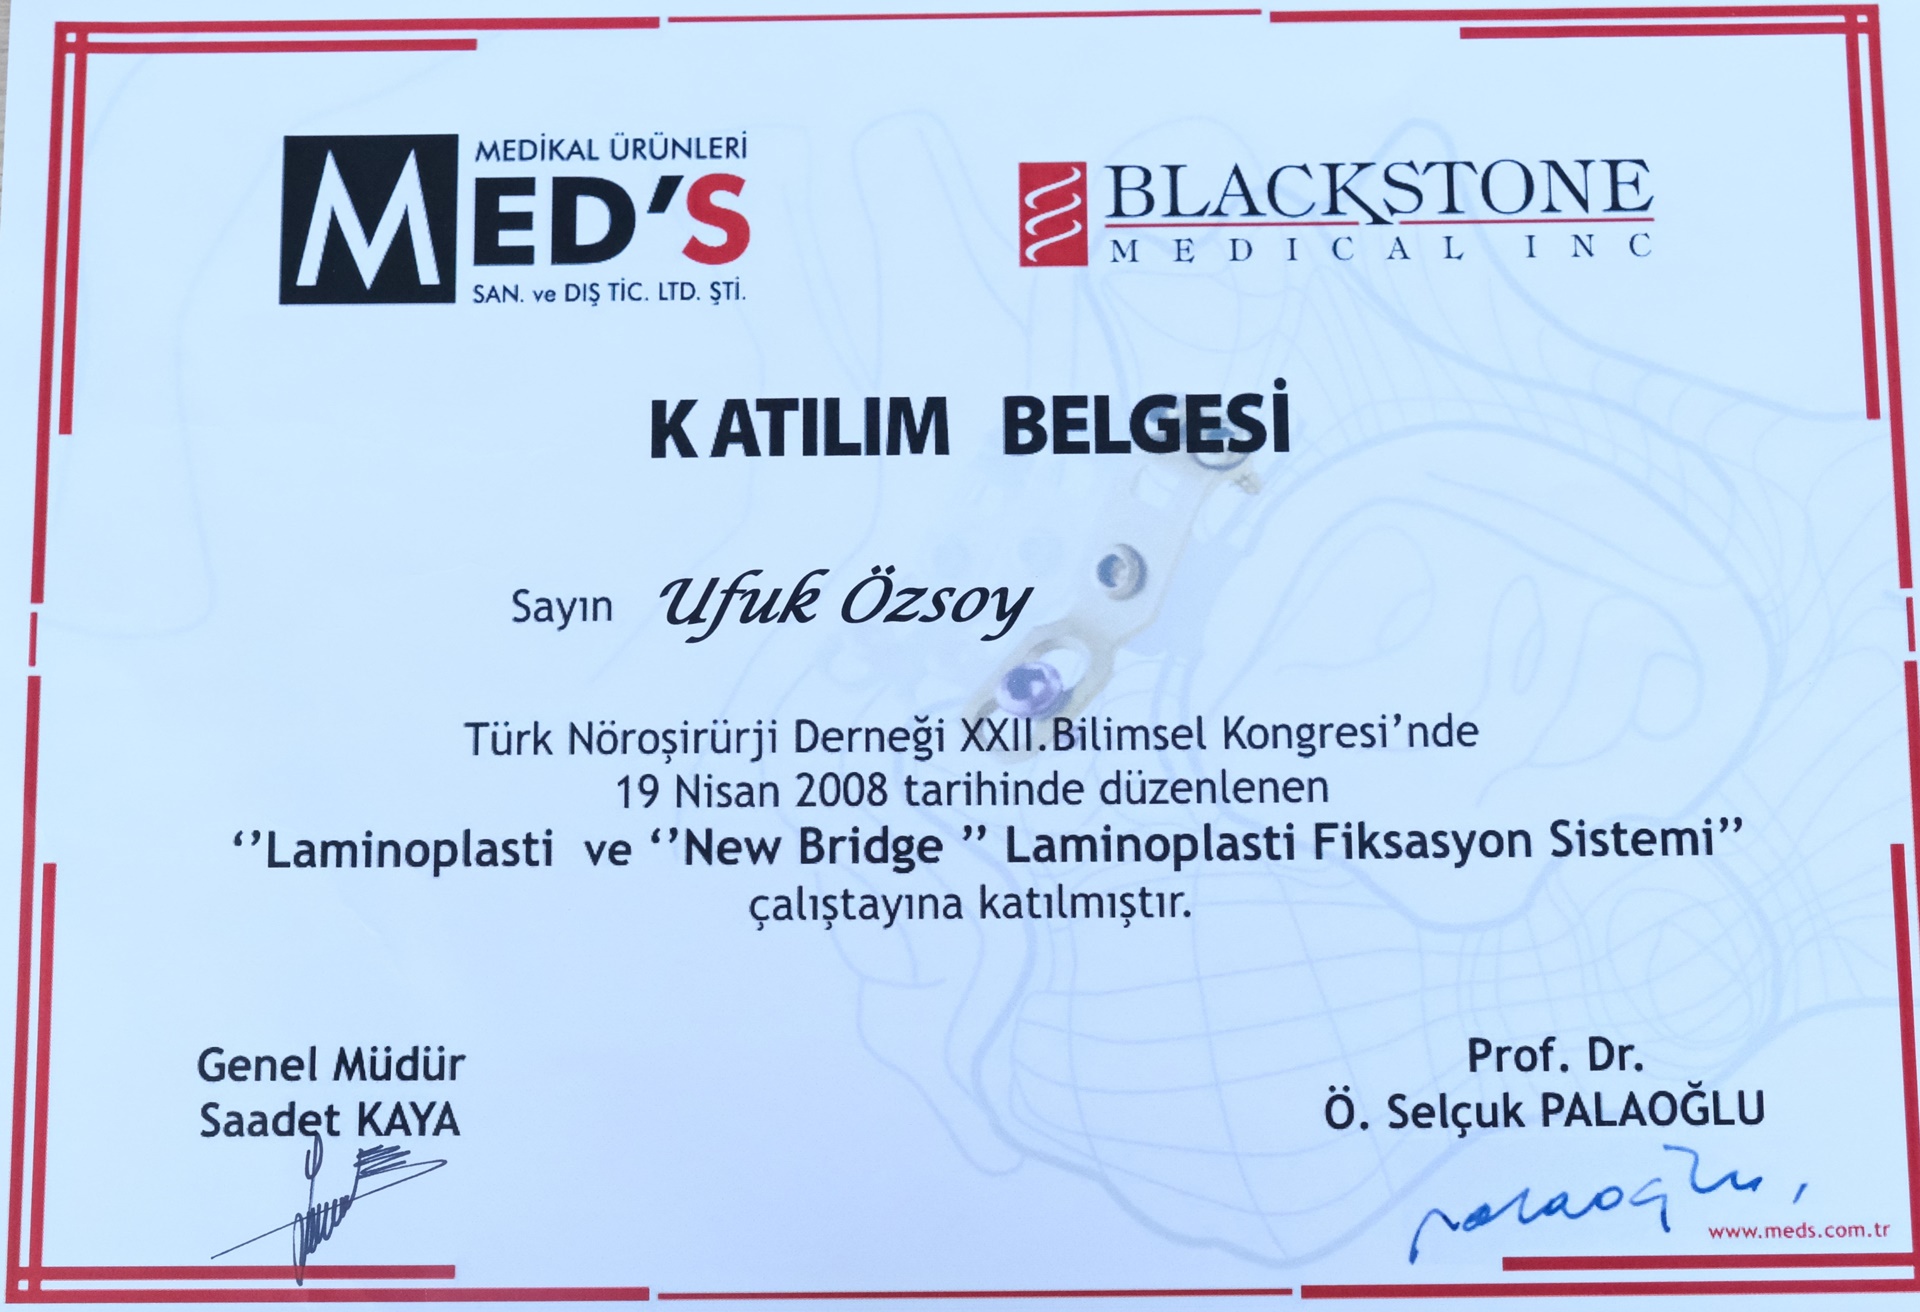 MEDİKAL ÜRÜNLERİ
MED'S
SAN. ve DIŞ TİC. LTD. ŞTİ.
BLACKSTONE
MEDICAL INC
KATILIM BELGESİ
Sayın Ufuk Özsoy
Türk Nöroşirürji Derneği XXII.Bilimsel Kongresi'nde
19 Nisan 2008 tarihinde düzenlenen
‘’Laminoplasti ve ‘’New Bridge ’’ Laminoplasti Fiksasyon Sistemi’’
çalıştayına katılmıştır.
Genel Müdür
Saadet KAYA
Prof. Dr.
Ö. Selçuk PALAOĞLU
palaoğlu
www.meds.com.tr